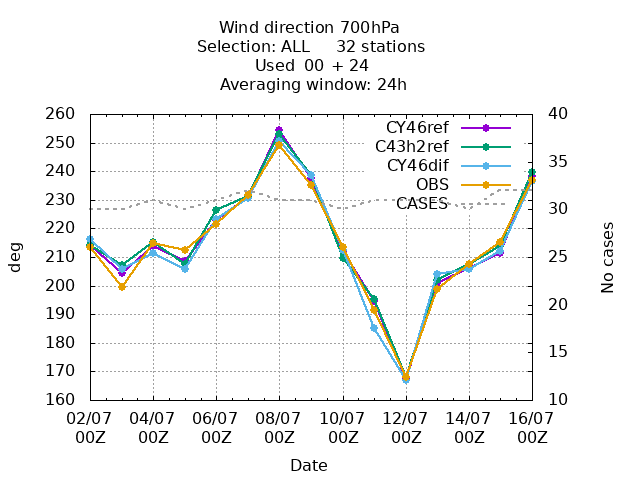 Wind direction 700hPa
Selection: ALL 32 stations
Used 00 + 24
Averaging window: 24h
CY46ref
C43h2ref
CY46dif
OBS
CASES
260
250
240
230
220
210
200
190
180
170
160
deg
40
35
30
25
20
15
10
No cases
02/07 04/07 06/07 08/07 10/07 12/07 14/07 16/07
00Z 00Z 00Z 00Z 00Z 00Z 00Z 00Z
Date